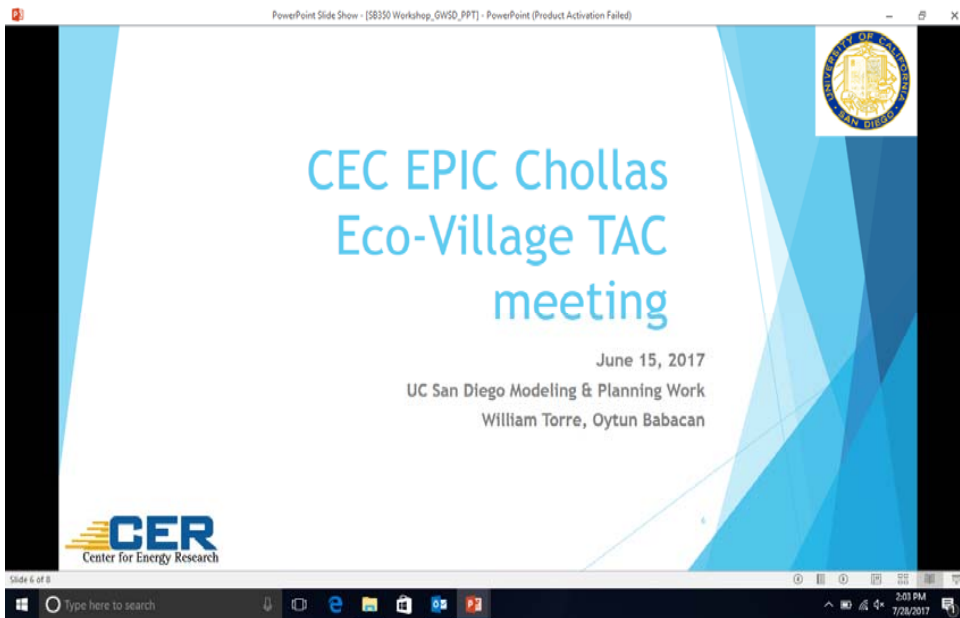 PowerPoint Slide Show - [SB350 Workshop_GWSD_PPT] - PowerPoint (Product Activation Failed)
UNIVERSITY OF CALIFORNIA
SAN DIEGO
CEC EPIC Chollas
Eco-Village TAC
meeting
June 15, 2017
UC San Diego Modeling & Planning Work
William Torre, Oytun Babacan
6
CER
Center for Energy Research
Slide 6 of 8
Type here to search
2:03 PM
7/28/2017